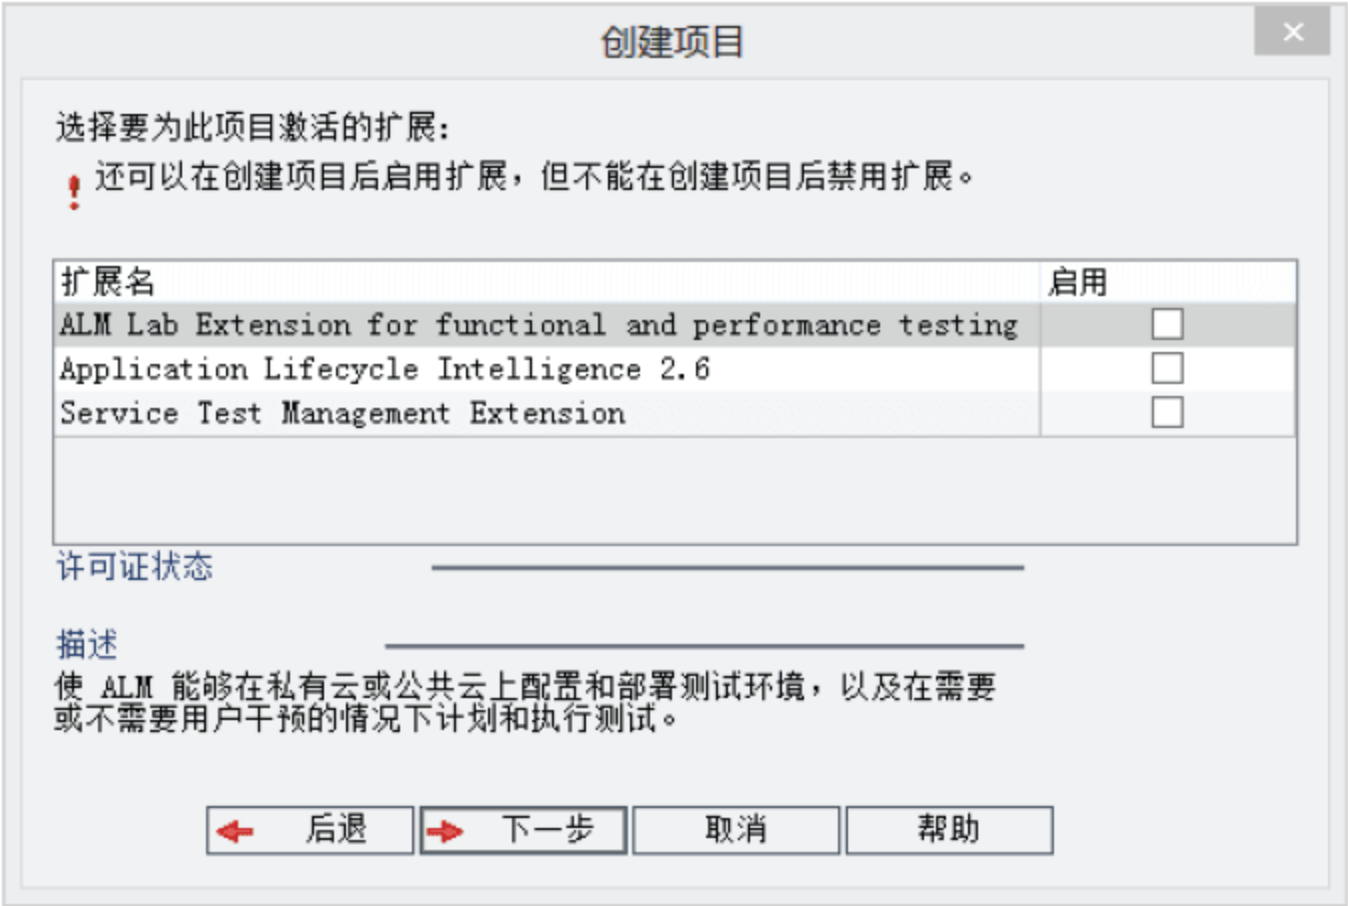 创建项目
选择要为此项目激活的扩展:
还可以在创建项目后启用扩展，但不能在创建项目后禁用扩展。
扩展名 启用
ALM Lab Extension for functional and performance testing
Application Lifecycle Intelligence 2.6
Service Test Management Extension
许可证状态
描述
使 ALM 能够在私有云或公共云上配置和部署测试环境，以及在需要
或不需要用户干预的情况下计划和执行测试。
后退 下一步 取消 帮助